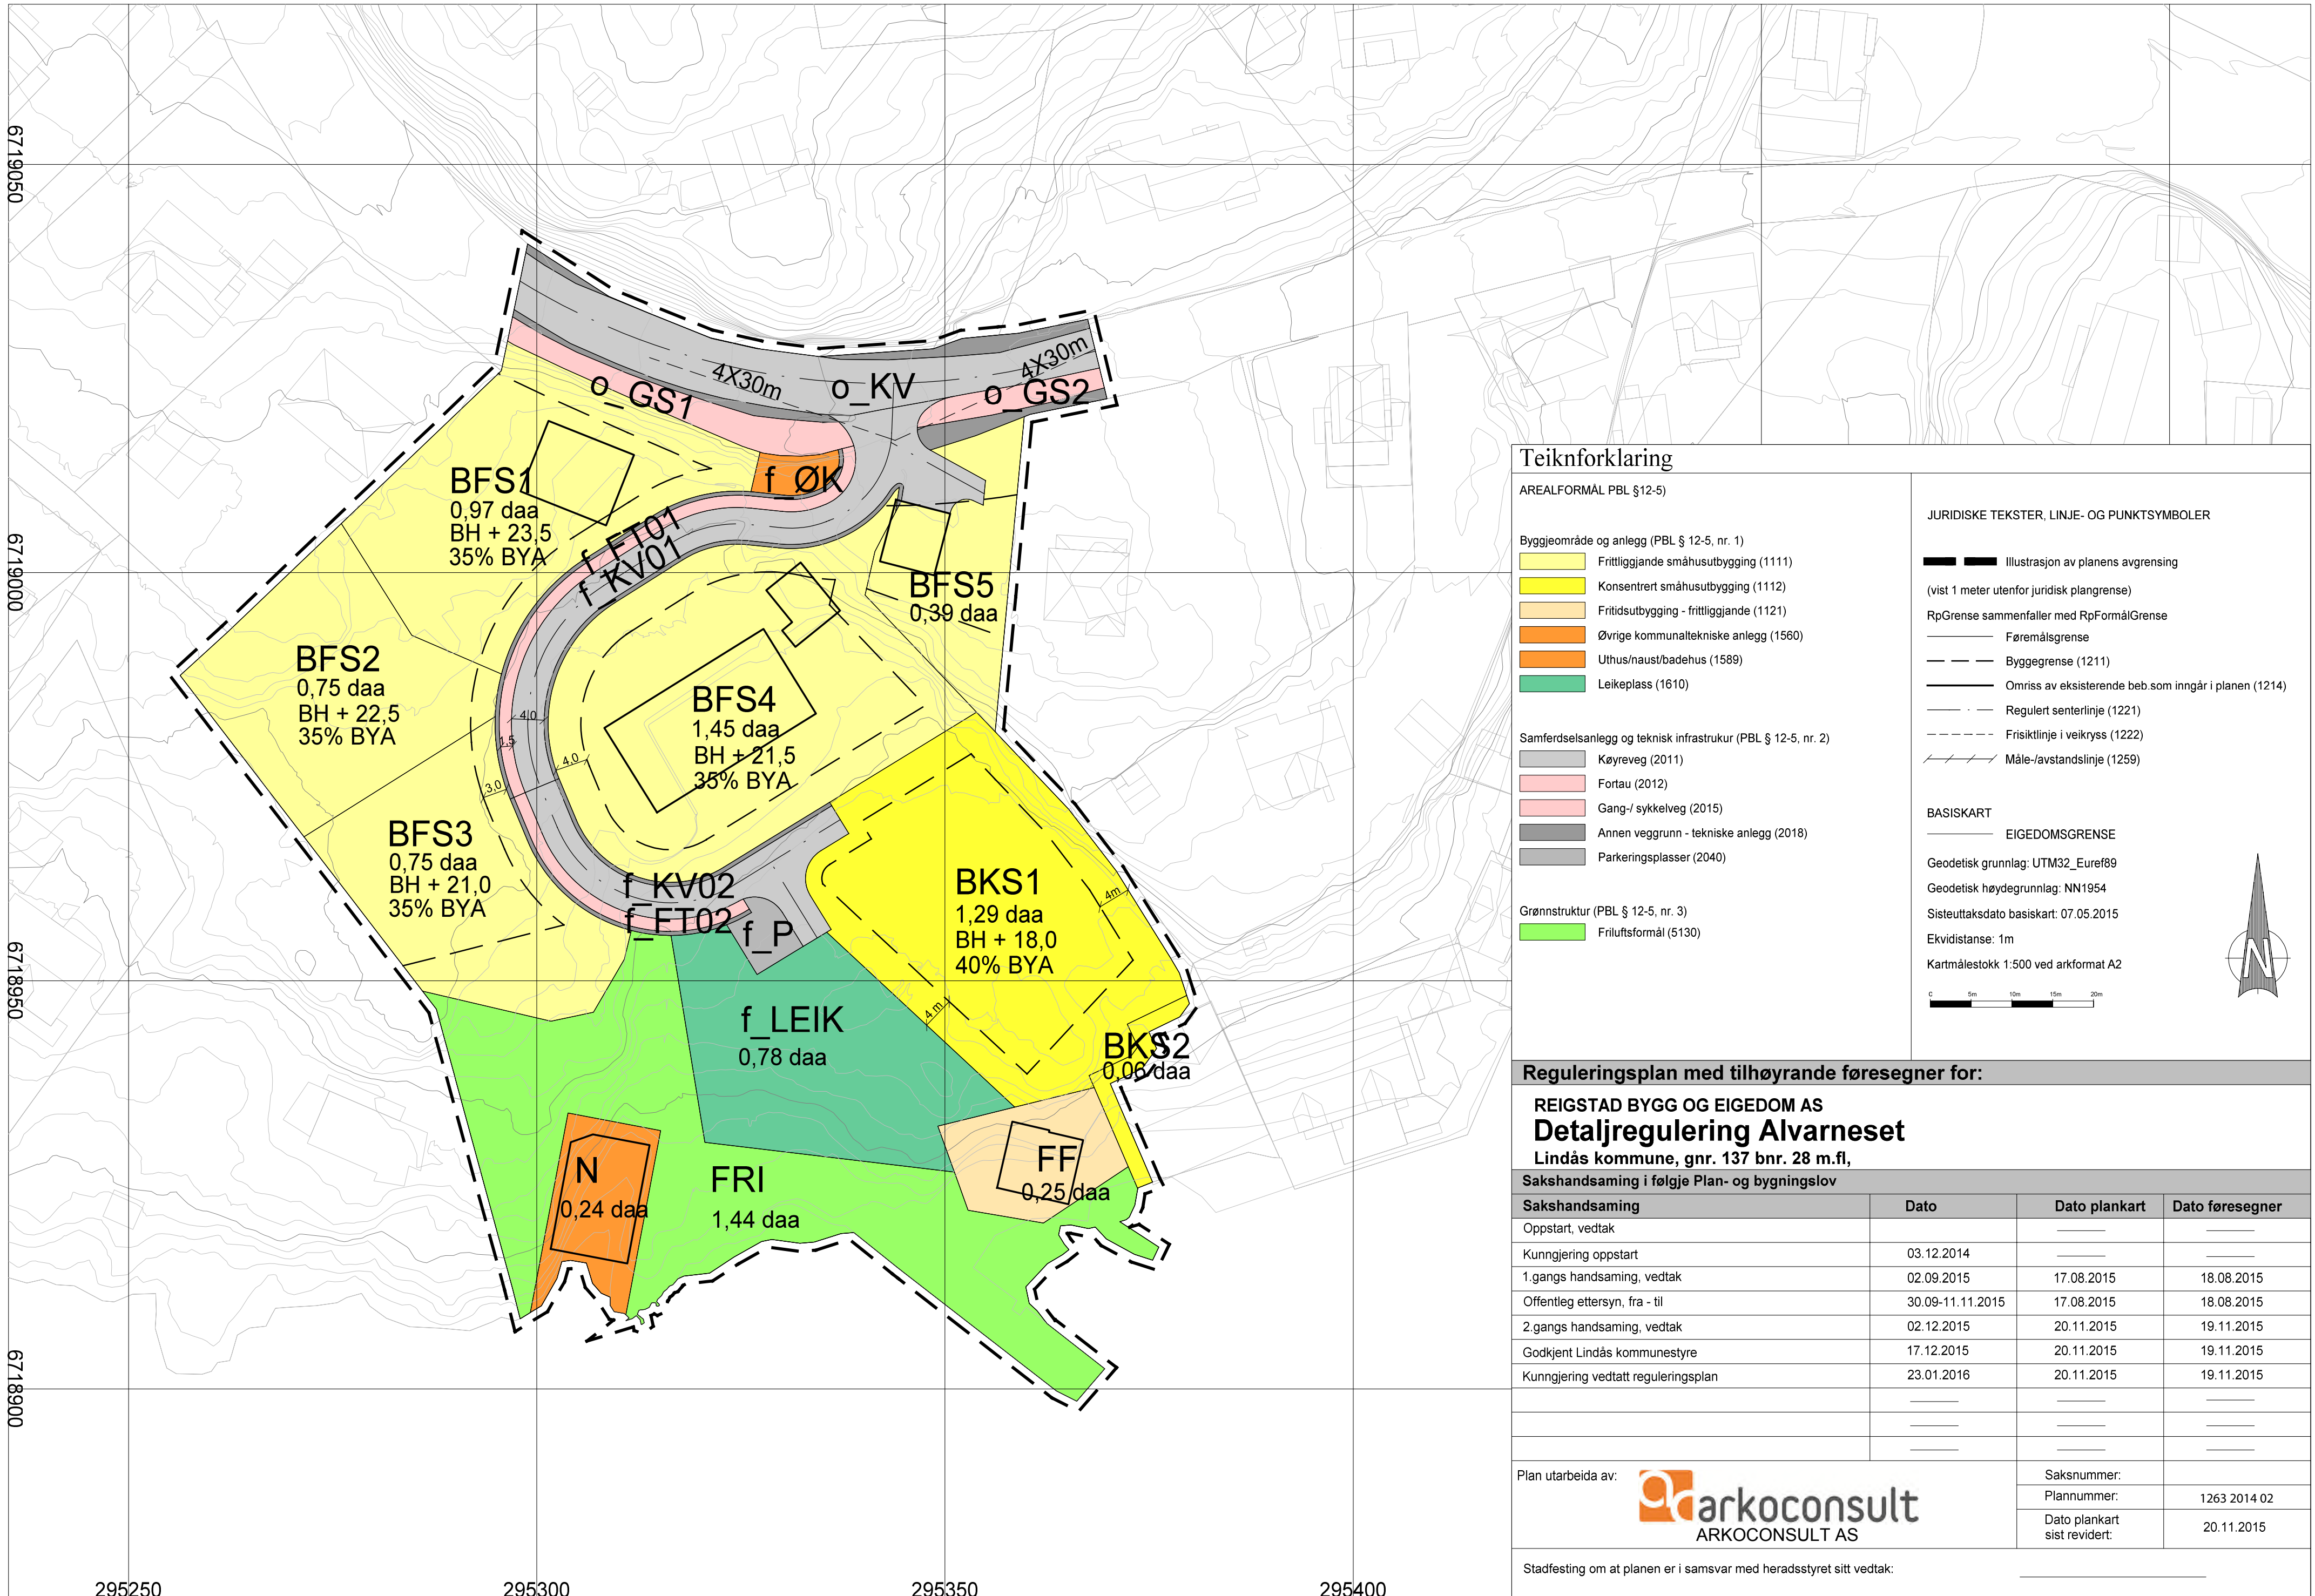 6719050
6719000
6718950
6718900
295250
295300
295350
295400
4X30m
4X30m
o_KV
o_GS1
o_GS2
f_ØK
BFS1
0,97 daa
BH + 23,5
35% BYA
f_FT01
f_KV01
BFS5
0,39 daa
BFS2
0,75 daa
BH + 22,5
35% BYA
BFS4
1,45 daa
BH + 21,5
35% BYA
4,0
1,5
4,0
3,0
BFS3
0,75 daa
BH + 21,0
35% BYA
f_KV02
f_FT02
f_P
BKS1
1,29 daa
BH + 18,0
40% BYA
4m
4 m
f_LEIK
0,78 daa
BKS2
0,06 daa
N
0,24 daa
FRI
1,44 daa
FF
0,25 daa
Teiknforklaring
AREALFORMÅL PBL §12-5)
Byggjeområde og anlegg (PBL § 12-5, nr. 1)
Frittliggjande småhusutbygging (1111)
Konsentrert småhusutbygging (1112)
Fritidsutbygging - frittliggjande (1121)
Øvrige kommunaltekniske anlegg (1560)
Uthus/naust/badehus (1589)
Leikeplass (1610)
Samferdselsanlegg og teknisk infrastrukur (PBL § 12-5, nr. 2)
Køyreveg (2011)
Fortau (2012)
Gang-/ sykkelveg (2015)
Annen veggrunn - tekniske anlegg (2018)
Parkeringsplasser (2040)
Grønnstruktur (PBL § 12-5, nr. 3)
Friluftsformål (5130)
JURIDISKE TEKSTER, LINJE- OG PUNKTSYMBOLER
Illustrasjon av planens avgrensing
(vist 1 meter utenfor juridisk plangrense)
RpGrense sammenfaller med RpFormålGrense
Føremålsgrense
Byggegrense (1211)
Omriss av eksisterende beb.som inngår i planen (1214)
Regulert senterlinje (1221)
Frisiktlinje i veikryss (1222)
Måle-/avstandslinje (1259)
BASISKART
EIGEDOMSGRENSE
Geodetisk grunnlag: UTM32_Euref89
Geodetisk høydegrunnlag: NN1954
Sisteuttaksdato basiskart: 07.05.2015
Ekvidistanse: 1m
Kartmålestokk 1:500 ved arkformat A2
0 5m 10m 15m 20m
N
Reguleringsplan med tilhøyrande føresegner for:
REIGSTAD BYGG OG EIGEDOM AS
Detaljregulering Alvarneset
Lindås kommune, gnr. 137 bnr. 28 m.fl,
Sakshandsaming i følgje Plan- og bygningslov
Sakshandsaming Dato Dato plankart Dato føresegner
Oppstart, vedtak
Kunngjering oppstart 03.12.2014
1.gangs handsaming, vedtak 02.09.2015 17.08.2015 18.08.2015
Offentleg ettersyn, fra - til 30.09-11.11.2015 17.08.2015 18.08.2015
2.gangs handsaming, vedtak 02.12.2015 20.11.2015 19.11.2015
Godkjent Lindås kommunestyre 17.12.2015 20.11.2015 19.11.2015
Kunngjering vedtatt reguleringsplan 23.01.2016 20.11.2015 19.11.2015
Plan utarbeida av:
arkoconsult
ARKOCONSULT AS
Saksnummer:
Plannummer: 1263 2014 02
Dato plankart
sist revidert: 20.11.2015
Stadfesting om at planen er i samsvar med heradsstyret sitt vedtak: